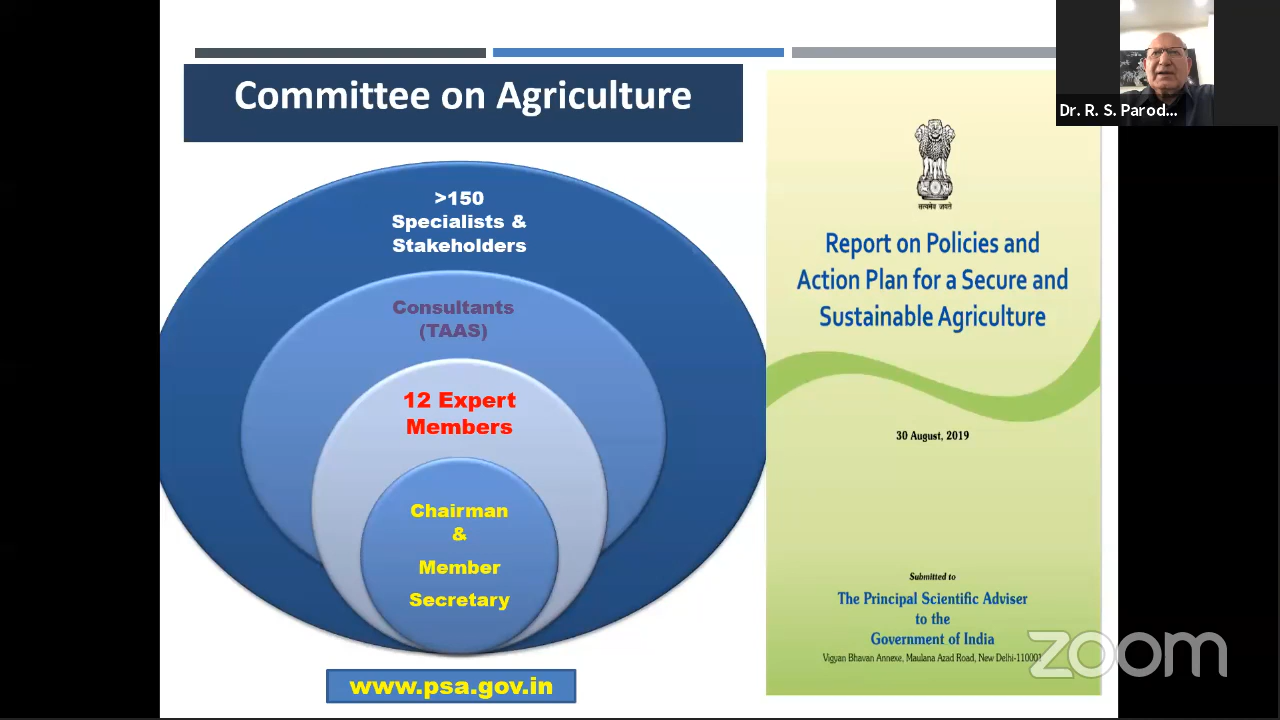 Committee on Agriculture
>150
Specialists &
Stakeholders
Consultants
(TAAS)
12 Expert
Members
Chairman
&
Member
Secretary
www.psa.gov.in
सत्यमेव जयते
Report on Policies and
Action Plan for a Secure and
Sustainable Agriculture
30 August, 2019
Submitted to
The Principal Scientific Adviser
to the
Government of India
Vigyan Bhavan Annexe, Maulana Azad Road, New Delhi-110001
Dr. R. S. Parod...
zoom